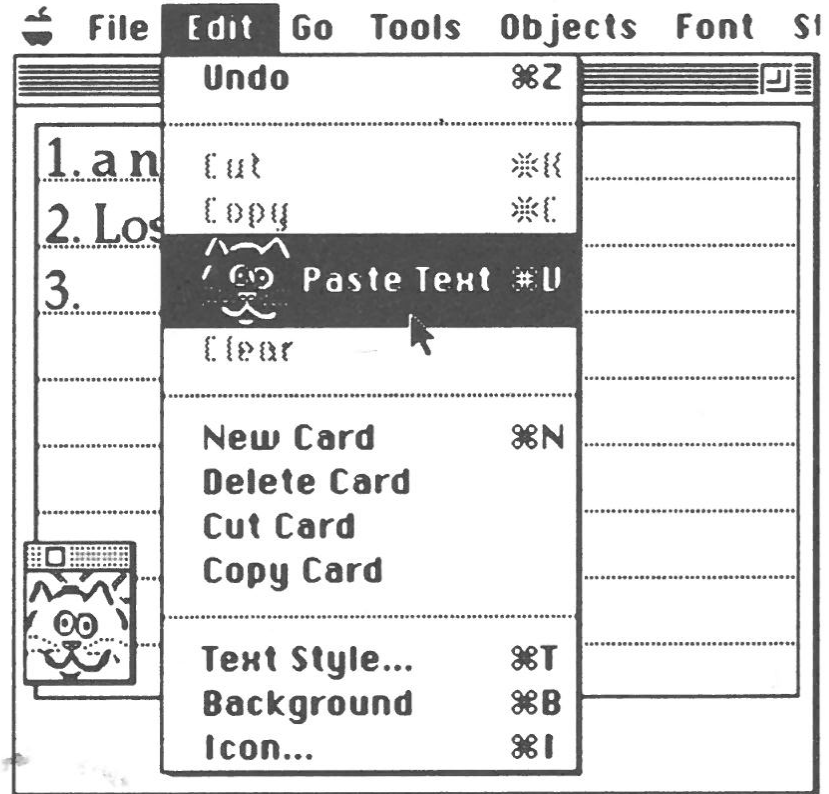 File Edit Go Tools Objects Font St
Undo ⌘Z
1. a n
Cut ⌘X
2. Los
Copy ⌘C
3.
Paste Text ⌘V
Clear
New Card ⌘N
Delete Card
Cut Card
Copy Card
Text Style... ⌘T
Background ⌘B
Icon... ⌘I